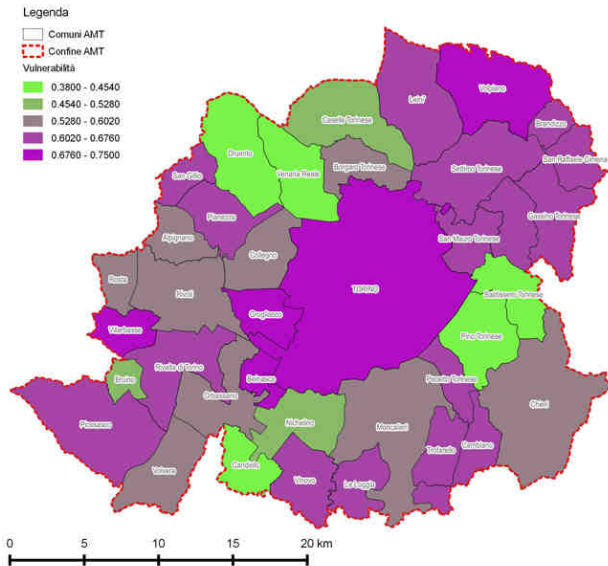 Legenda
Comuni AMT
Confine AMT
Vulnerabilità
0.3800 - 0.4540
0.4540 - 0.5280
0.5280 - 0.6020
0.6020 - 0.6760
0.6760 - 0.7500
Volpiano
Leinì
Caselle Torinese
Brandizzo
Druento
Borgaro Torinese
San Raffaele Cimena
Settimo Torinese
Venaria Reale
San Gillo
Pianezza
Gassino Torinese
Alpignano
San Mauro Torinese
Collegno
Rosta
Rivoli
TORINO
Baldissero Torinese
Grugliasco
Villarbasse
Pino Torinese
Rivalta di Torino
Beinasco
Pecetto Torinese
Bruino
Orbassano
Chieri
Piossasco
Nichelino
Moncalieri
Cambiano
Trofarello
Volvera
Candiolo
Vinovo
La Loggia
0 5 10 15 20 km